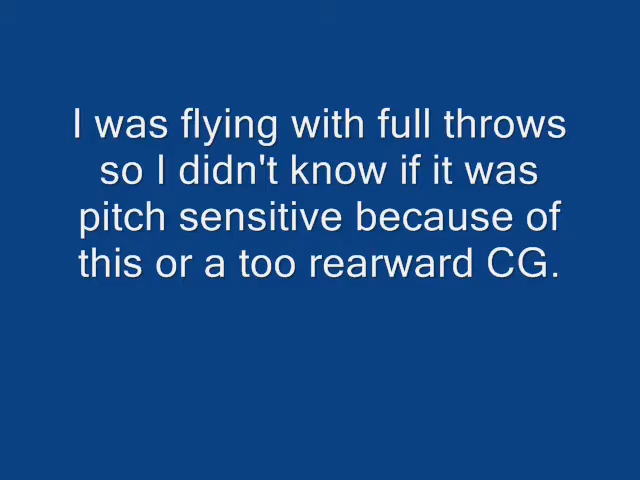 I was flying with full throws
so I didn't know if it was
pitch sensitive because of
this or a too rearward CG.